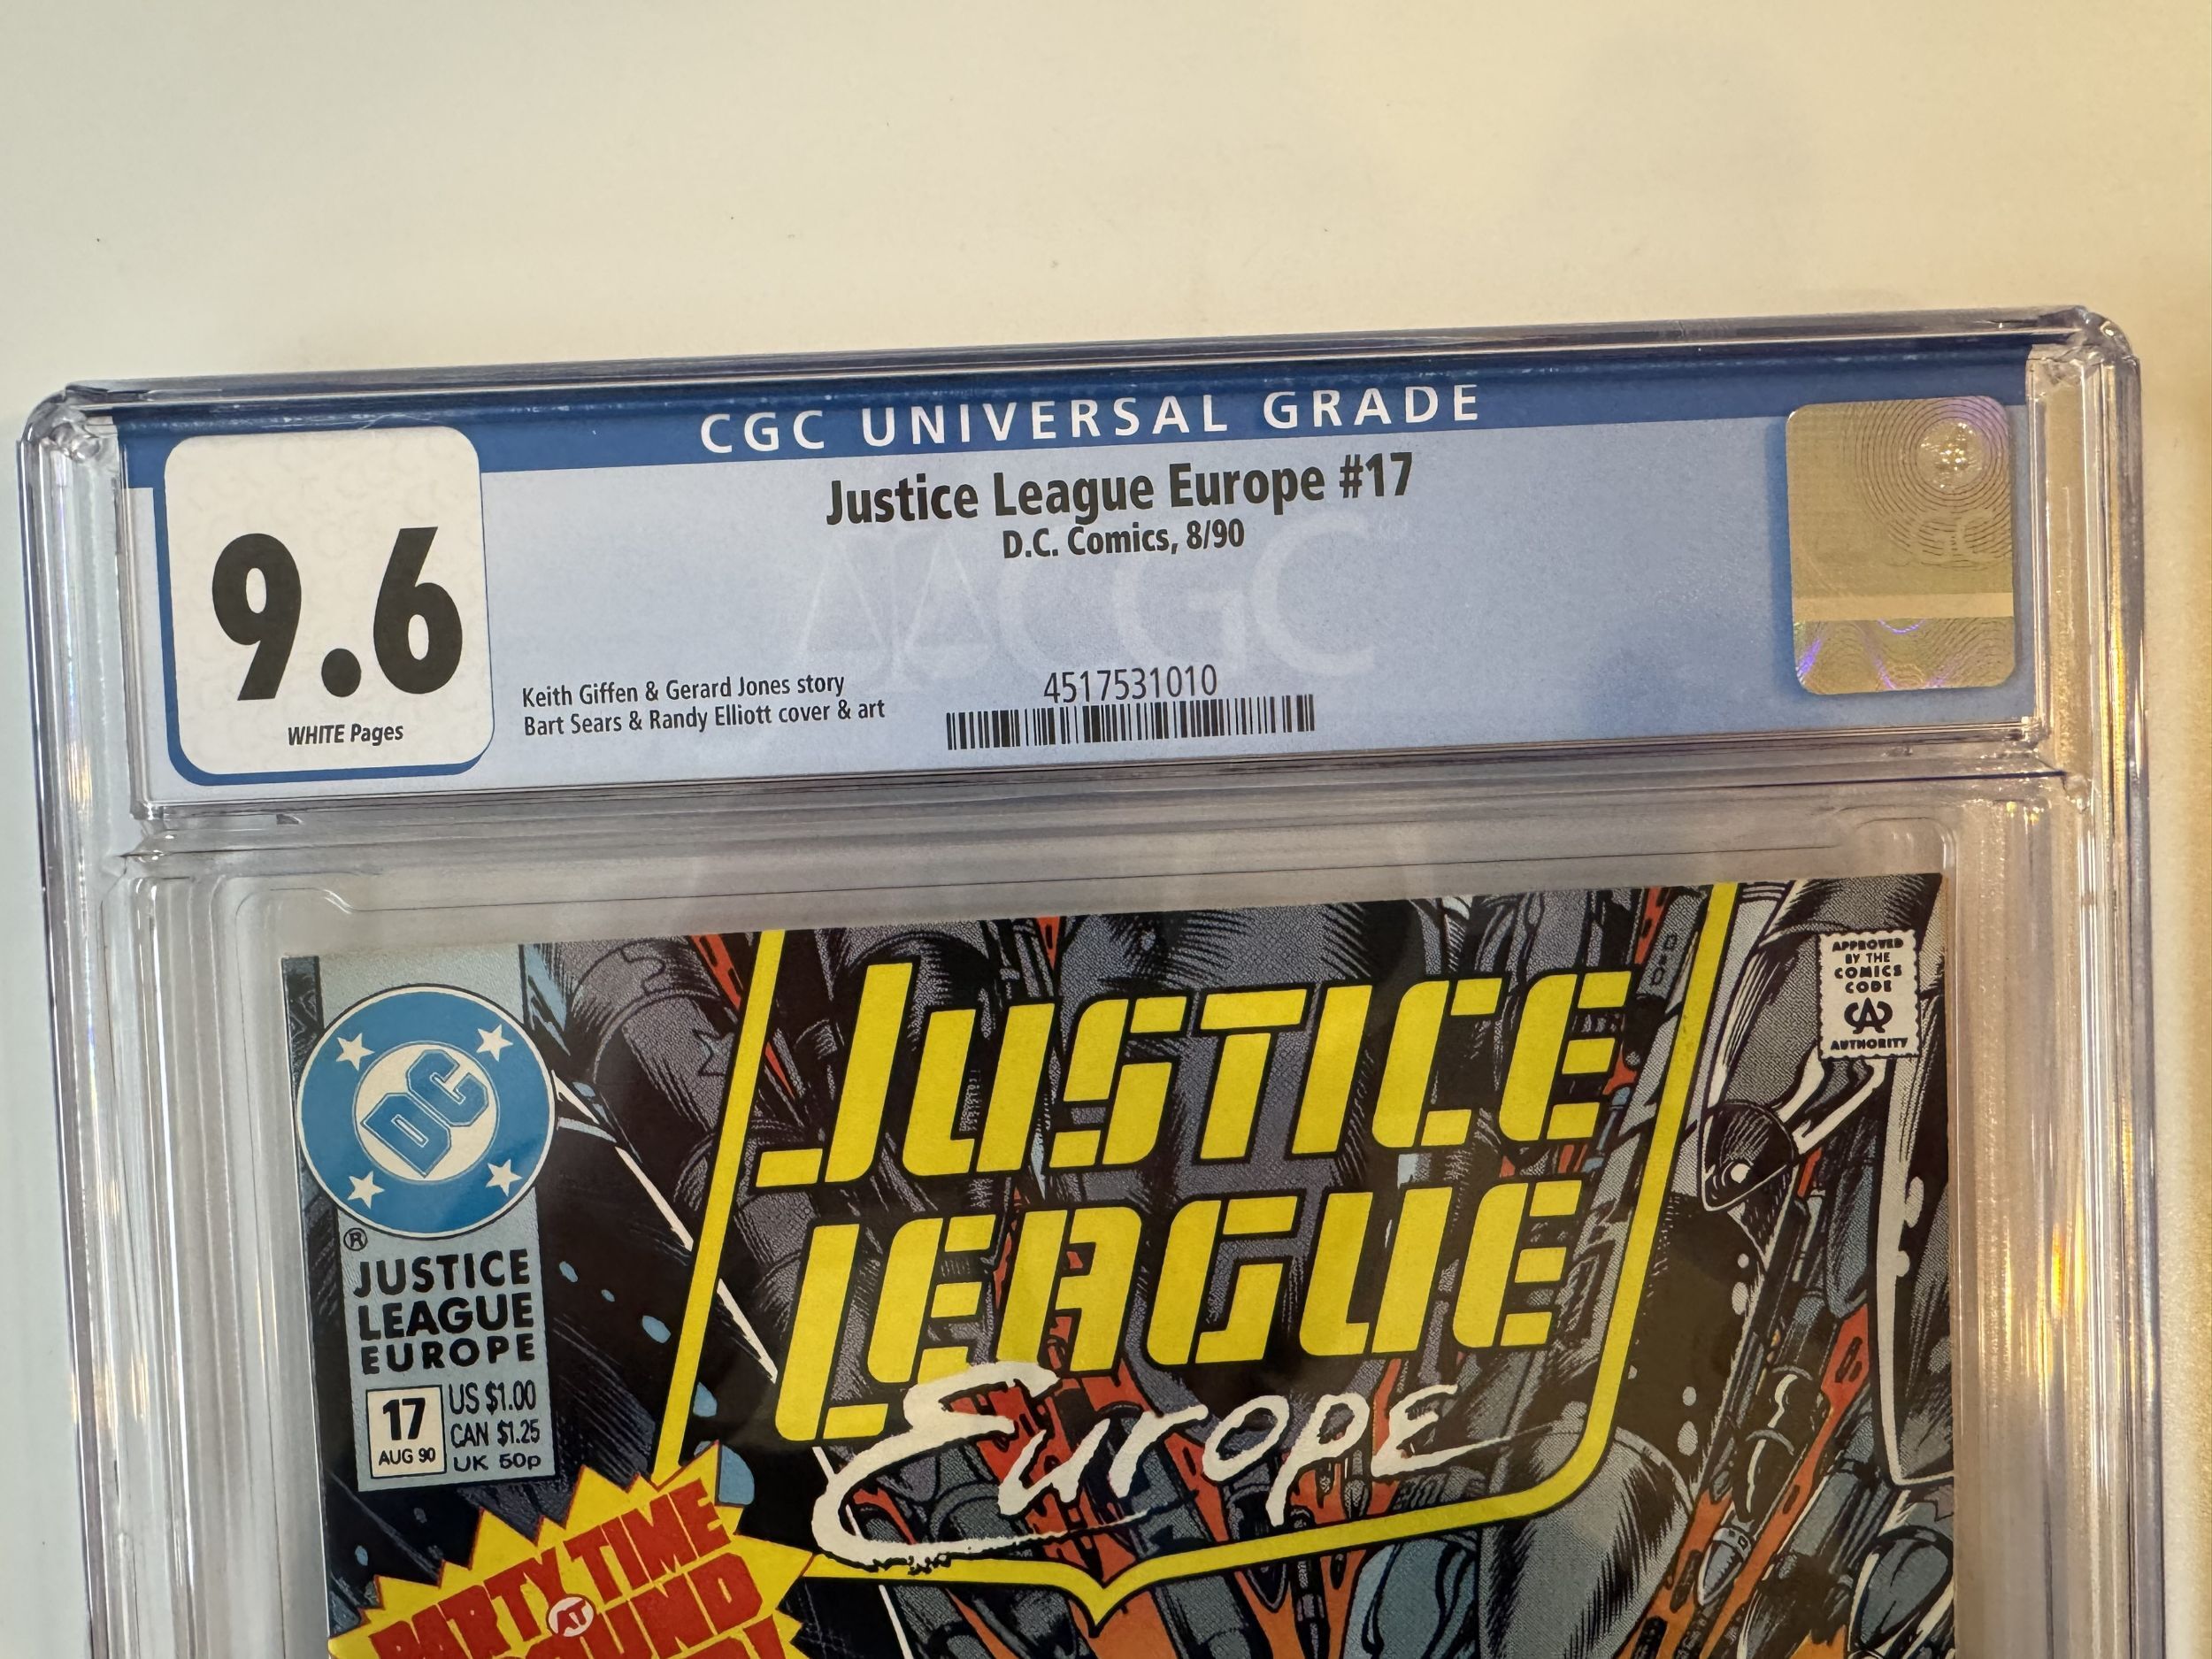 CGC UNIVERSAL GRADE
Justice League Europe #17
D.C. Comics, 8/90
CGC
9.6
WHITE Pages
Keith Giffen & Gerard Jones story
Bart Sears & Randy Elliott cover & art
4517531010
DC
®
JUSTICE
LEAGUE
EUROPE
17
AUG 90
US $1.00
CAN $1.25
UK 50p
JUSTICE
LEAGUE
EUROPE
APPROVED
BY THE
COMICS
CODE
CA
AUTHORITY
PARTY TIME
AT